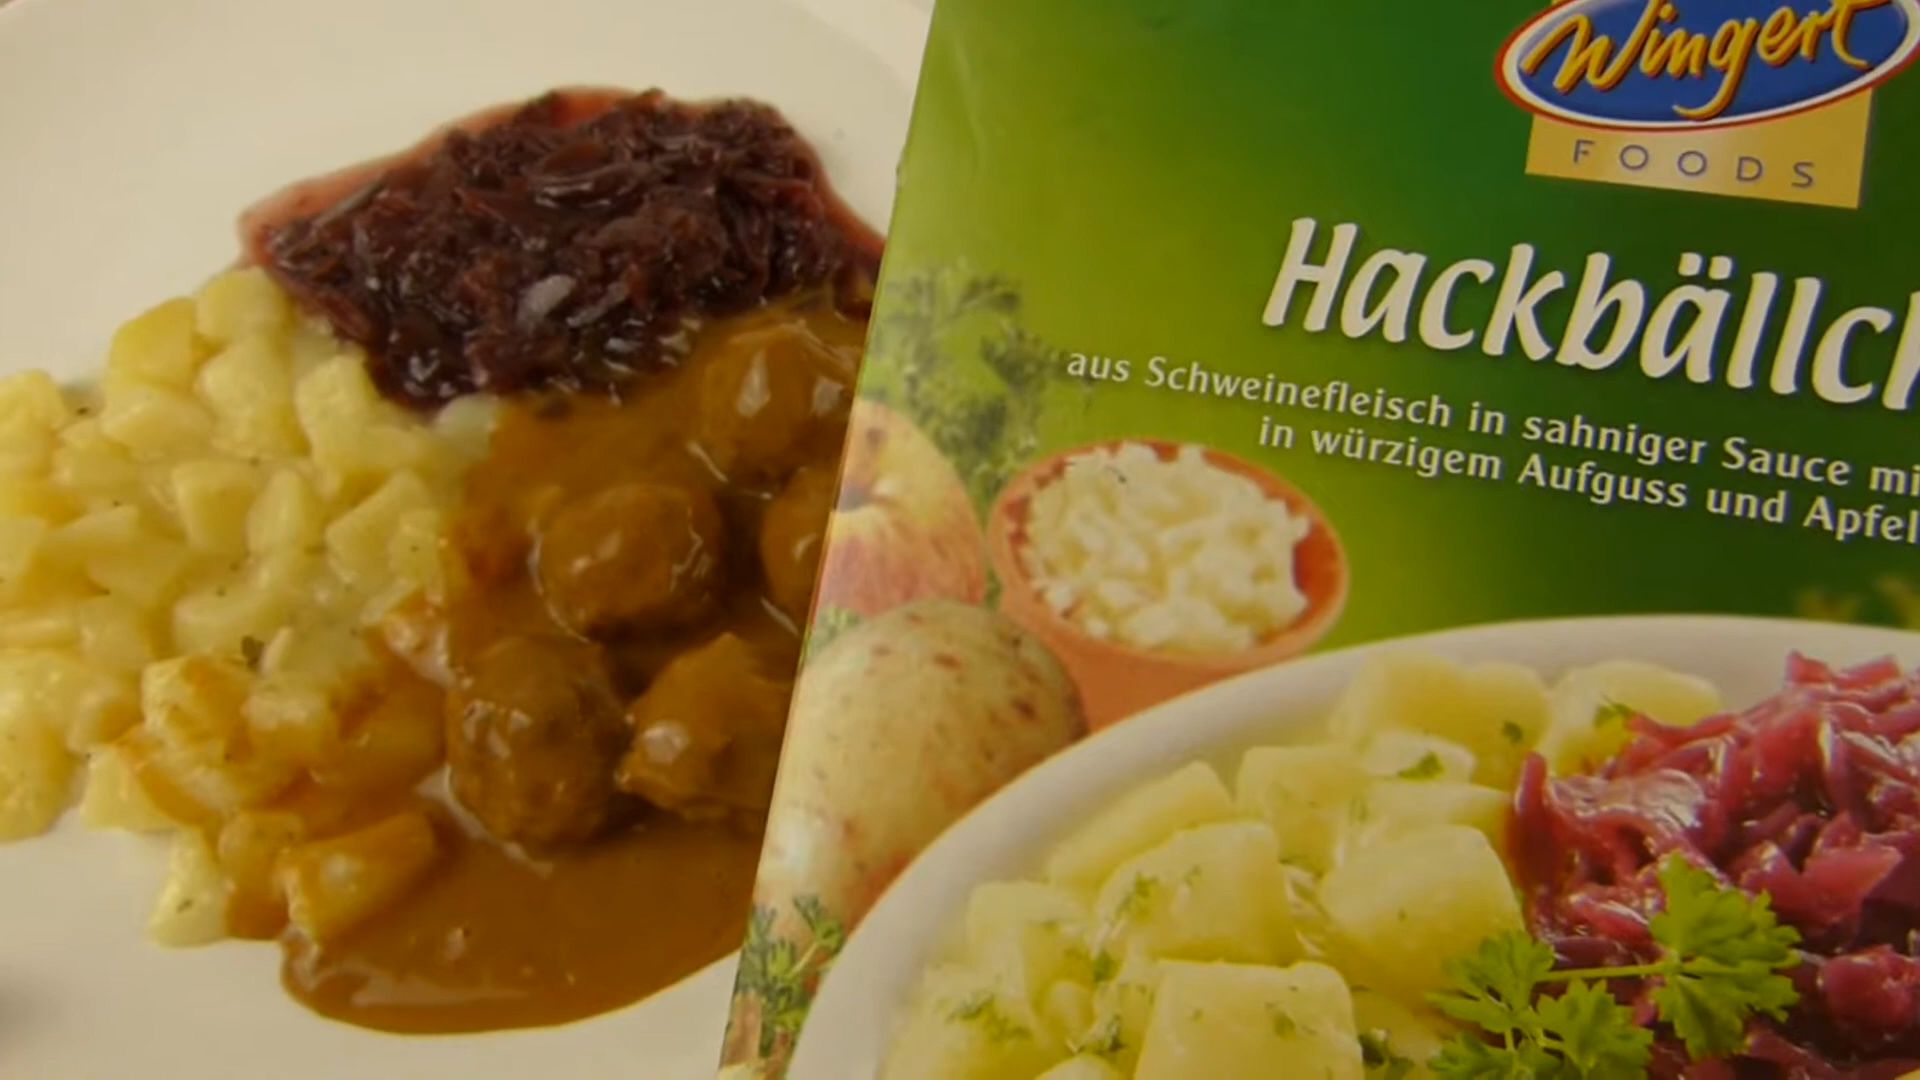 Wingert
FOODS
Hackbällch
aus Schweinefleisch in sahniger Sauce mi
in würzigem Aufguss und Apfel